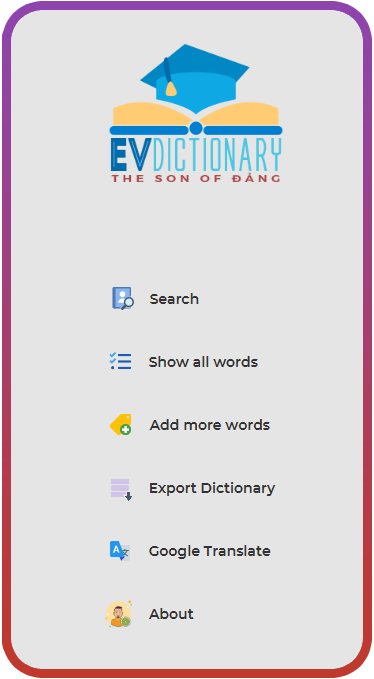 EVDICTIONARY
THE SON OF ĐẢNG
Search
Show all words
Add more words
Export Dictionary
Google Translate
About